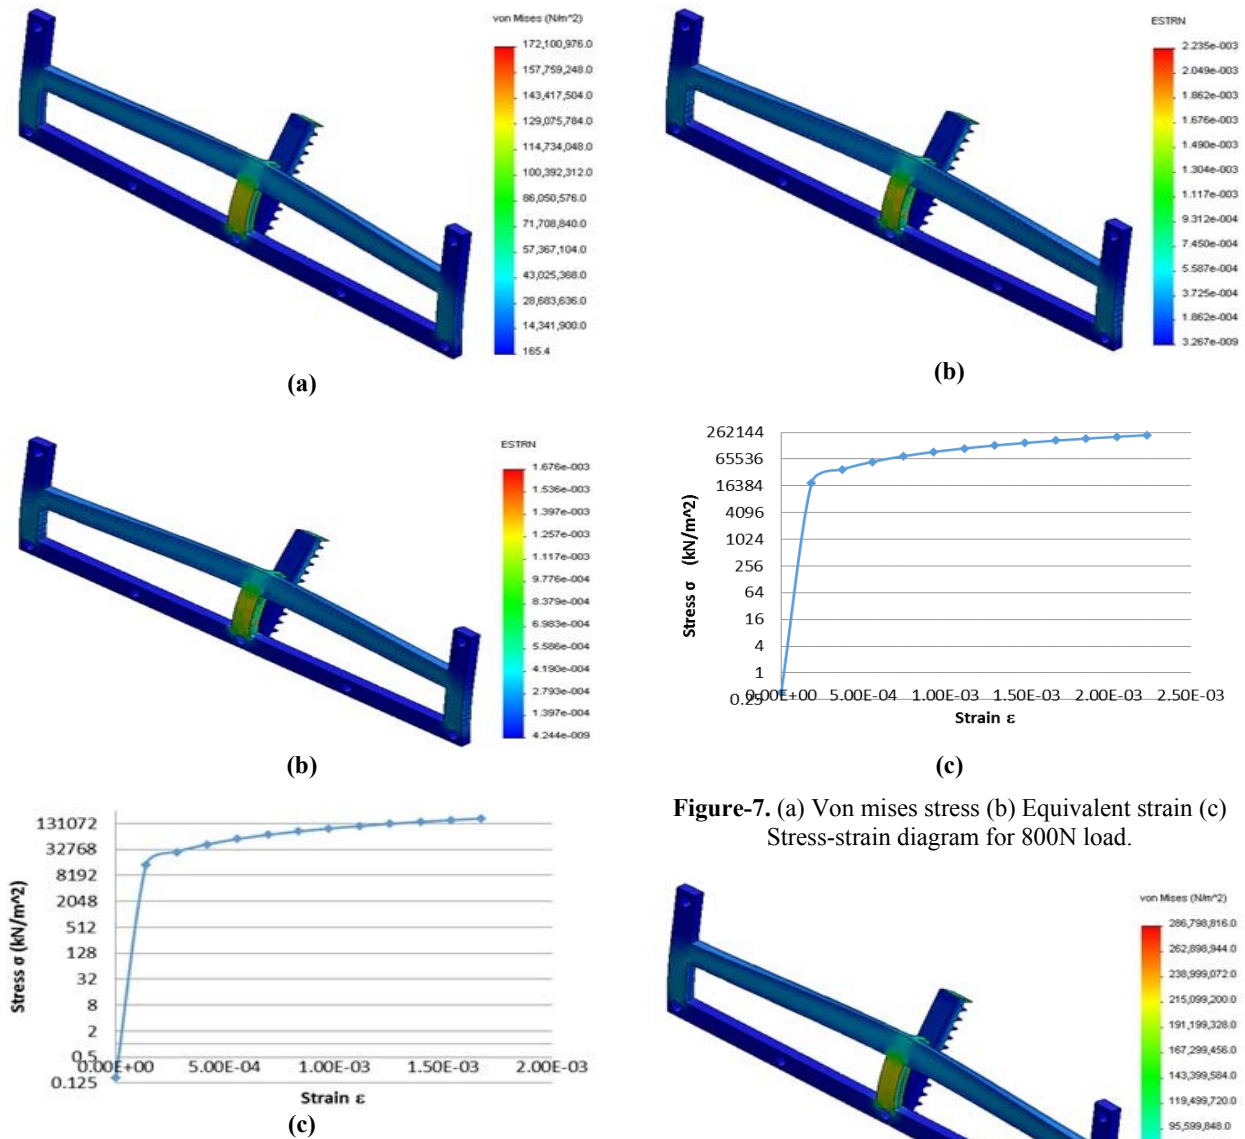 von Mises (N/m^2)
172,100,976.0
157,759,248.0
143,417,504.0
129,075,784.0
114,734,048.0
100,392,312.0
86,050,576.0
71,708,840.0
57,367,104.0
43,025,368.0
28,683,636.0
14,341,900.0
165.4
(a)
ESTRN
1.676e-003
1.536e-003
1.397e-003
1.257e-003
1.117e-003
9.776e-004
8.379e-004
6.983e-004
5.586e-004
4.190e-004
2.793e-004
1.397e-004
4.244e-009
(b)
Stress σ (kN/m^2)
131072
32768
8192
2048
512
128
32
8
2
0.5
0.125
0.00E+00 5.00E-04 1.00E-03 1.50E-03 2.00E-03
Strain ε
(c)
ESTRN
2.235e-003
2.049e-003
1.862e-003
1.676e-003
1.490e-003
1.304e-003
1.117e-003
9.312e-004
7.450e-004
5.587e-004
3.725e-004
1.862e-004
3.267e-009
(b)
Stress σ (kN/m^2)
262144
65536
16384
4096
1024
256
64
16
4
1
0.25
0.00E+00 5.00E-04 1.00E-03 1.50E-03 2.00E-03 2.50E-03
Strain ε
(c)
Figure-7. (a) Von mises stress (b) Equivalent strain (c)
Stress-strain diagram for 800N load.
von Mises (N/m^2)
286,798,816.0
262,898,944.0
238,999,072.0
215,099,200.0
191,199,328.0
167,299,456.0
143,399,584.0
119,499,720.0
95,599,848.0